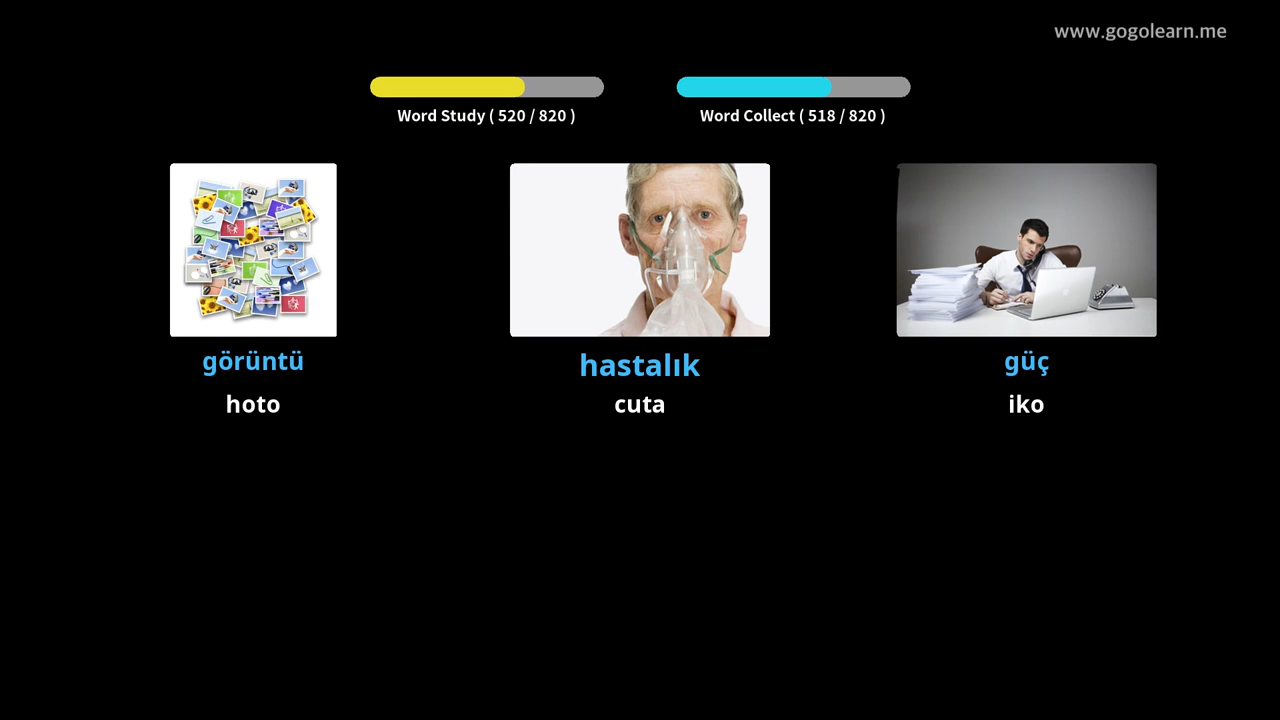 www.gogolearn.me
Word Study ( 520 / 820 )
Word Collect ( 518 / 820 )
görüntü
hastalık
güç
hoto
cuta
iko